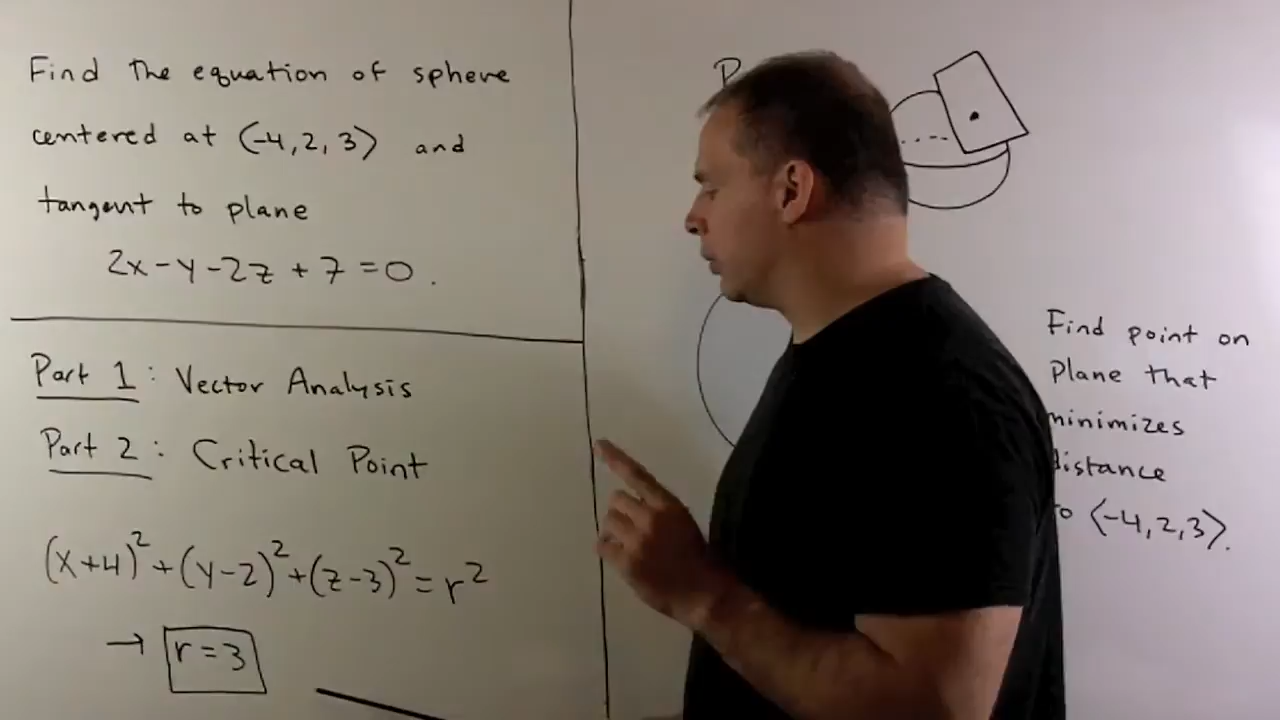 Find the equation of sphere
centered at (-4, 2, 3) and
tangent to plane
2x - y - 2z + 7 = 0.
Part 1: Vector Analysis
Part 2: Critical Point
(x+4)² + (y-2)² + (z-3)² = r²
→ r = 3
Find point on
Plane that
minimizes
distance
to (-4, 2, 3).